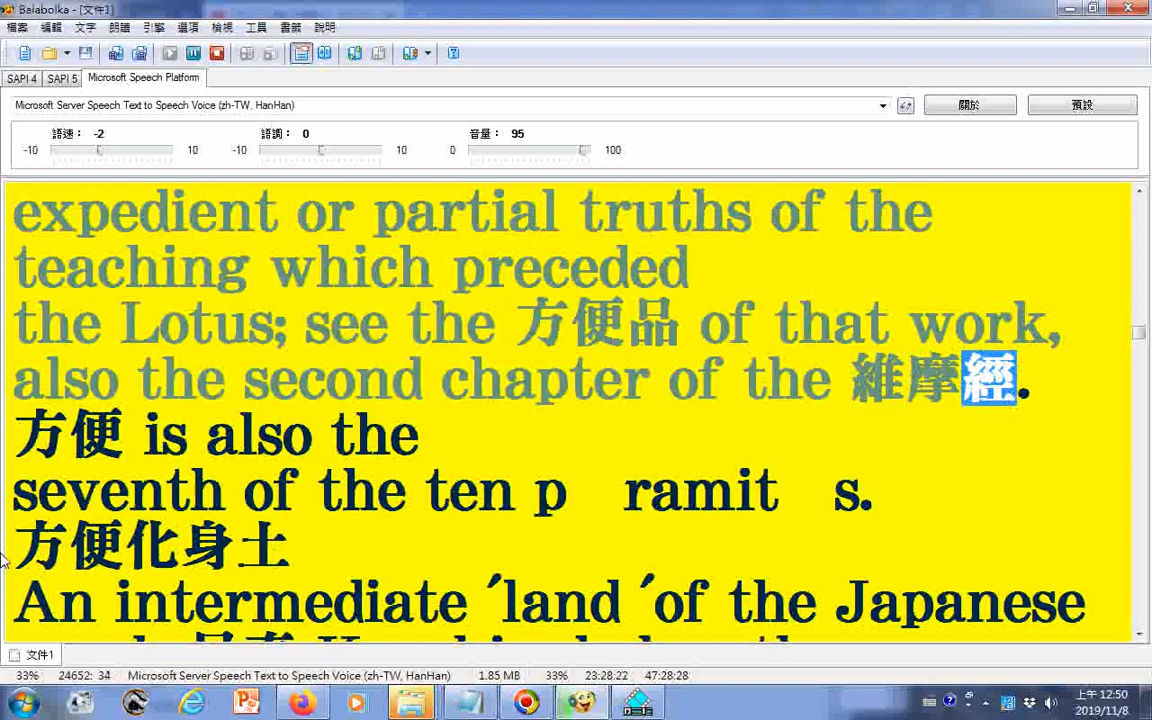 Balabolka - [文件1]
檔案 編輯 文字 朗讀 引擎 選項 檢視 工具 書籤 說明
SAPI 4 SAPI 5 Microsoft Speech Platform
Microsoft Server Speech Text to Speech Voice (zh-TW, HanHan) 關於 預設
語速： -2 語調： 0 音量： 95
-10 10 -10 10 0 100
expedient or partial truths of the
teaching which preceded
the Lotus; see the 方便品 of that work,
also the second chapter of the 維摩經.
方便 is also the
seventh of the ten p ramit s.
方便化身土
An intermediate ´land ´of the Japanese
文件1
33% 24652: 34 Microsoft Server Speech Text to Speech Voice (zh-TW, HanHan) 1.85 MB 33% 23:28:22 47:28:28
上午 12:50
2019/11/8